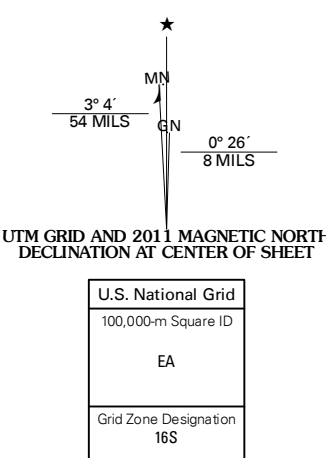 ★
MN
3° 4´
54 MILS
GN
0° 26´
8 MILS
UTM GRID AND 2011 MAGNETIC NORTH
DECLINATION AT CENTER OF SHEET
U.S. National Grid
100,000-m Square ID
EA
Grid Zone Designation
16S